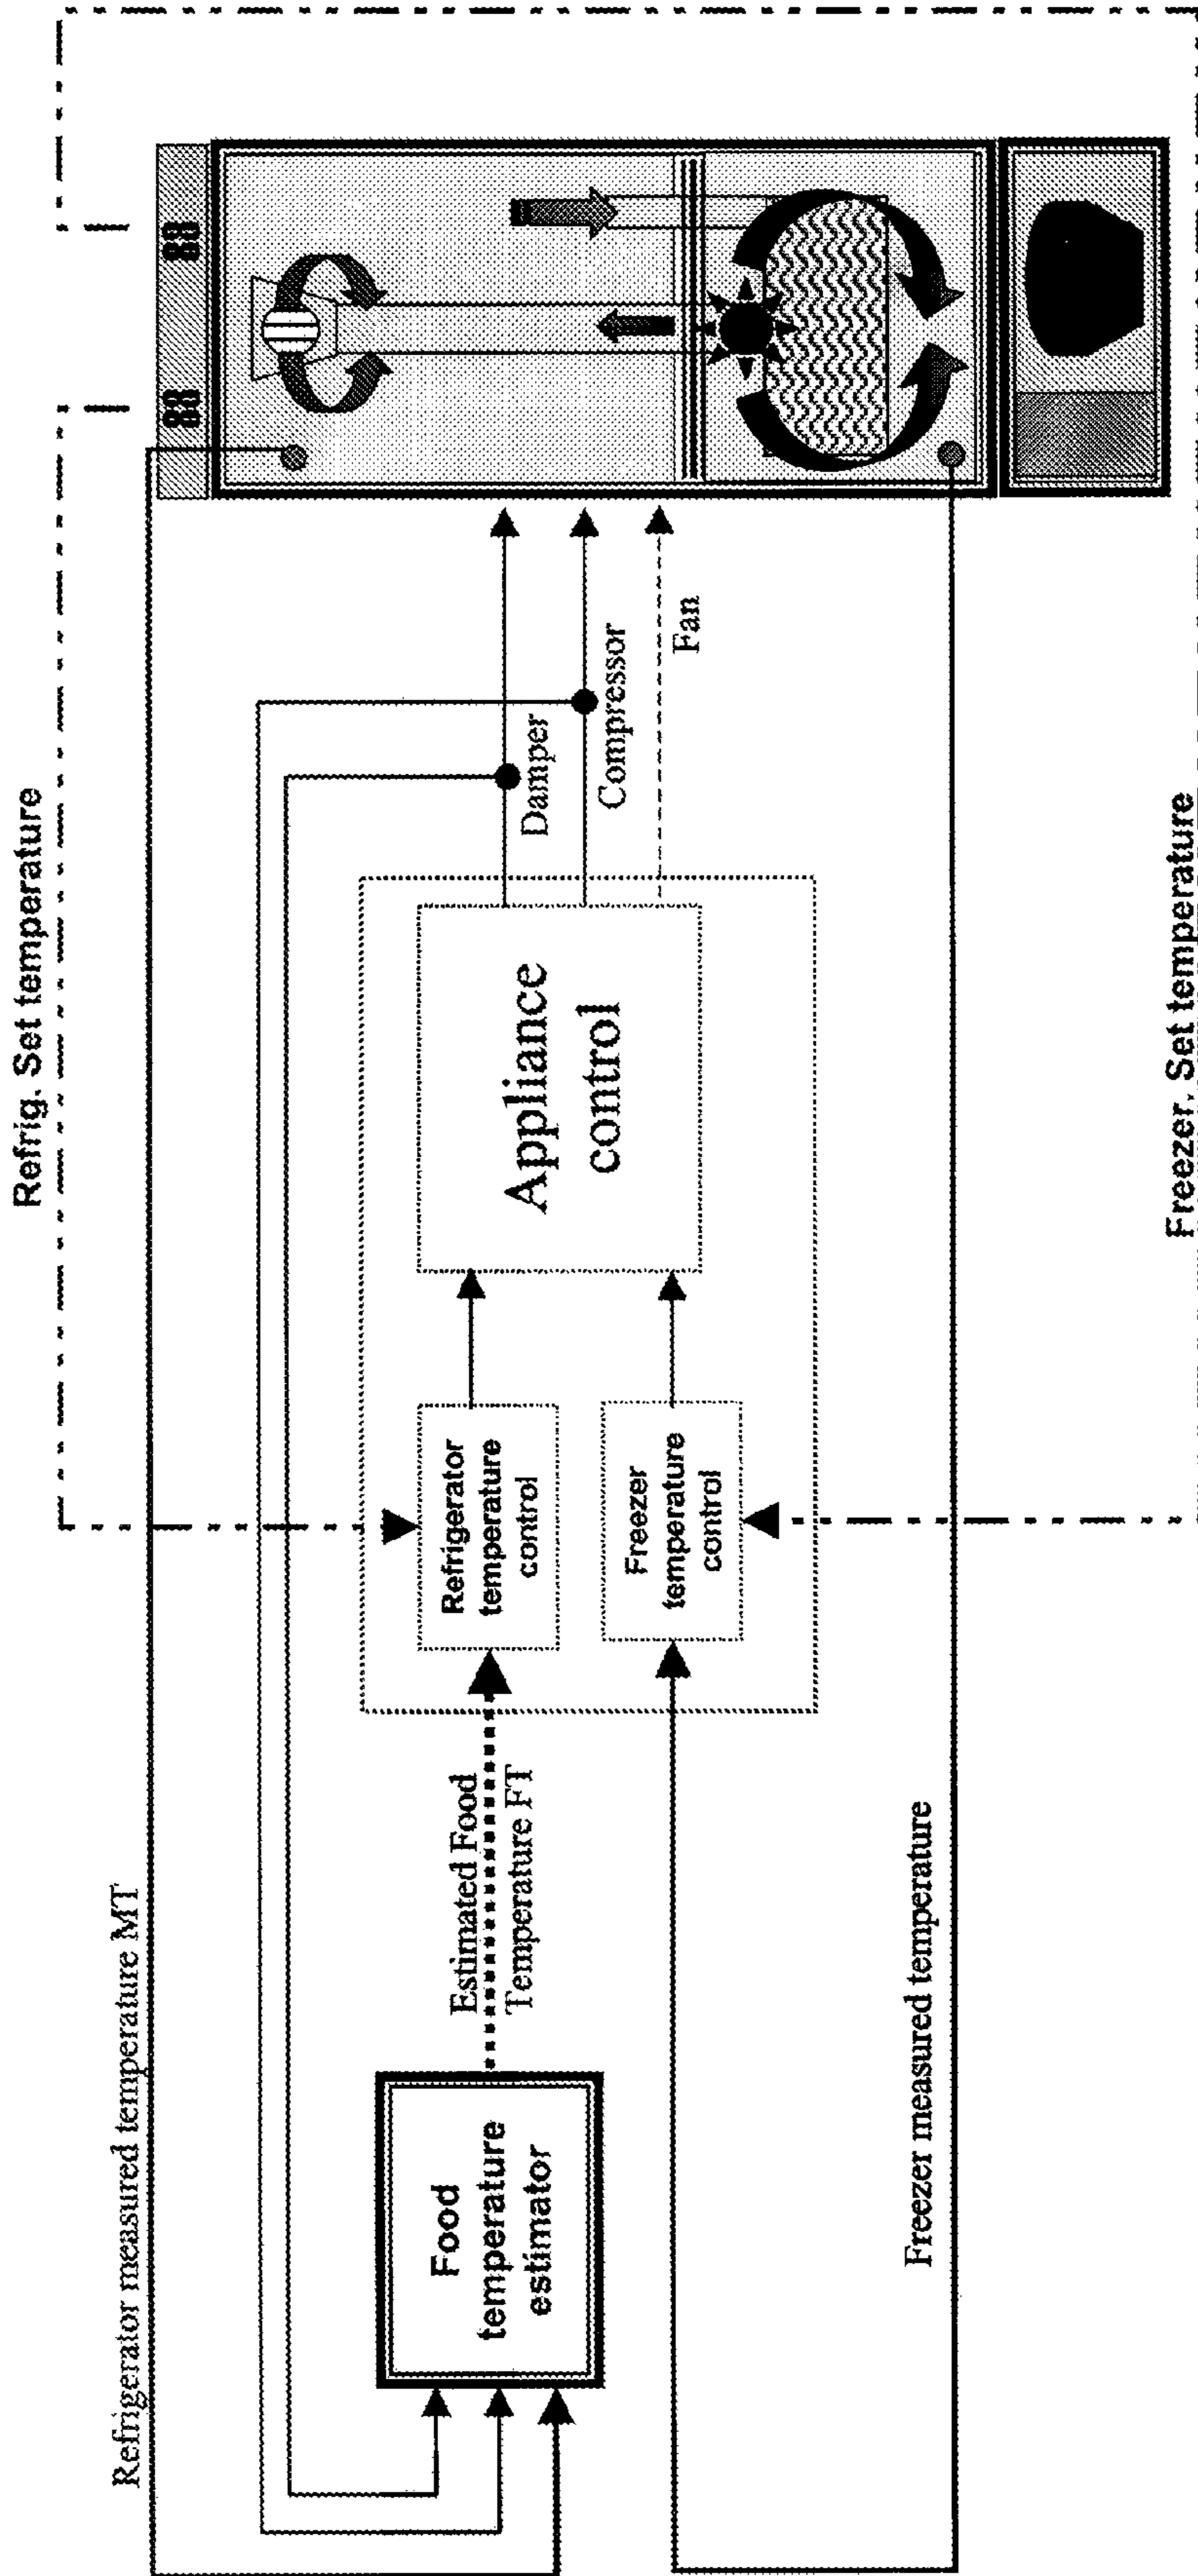 Refrig. Set temperature
Refrigerator measured temperature MT
88
88
Food
temperature
estimator
Estimated Food
Temperature FT
Refrigerator
temperature
control
Freezer
temperature
control
Appliance
control
Damper
Compressor
Fan
Freezer measured temperature
Freezer. Set temperature